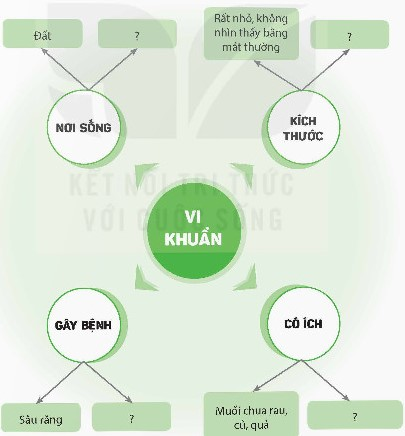 Đất
?
Rất nhỏ, không
nhìn thấy bằng
mắt thường
?
NƠI SỐNG
KÍCH
THƯỚC
KẾT NỐI TRI THỨC
VỚI CUỘC SỐNG
VI
KHUẨN
GÂY BỆNH
CÓ ÍCH
Sâu răng
?
Muối chua rau,
củ, quả
?